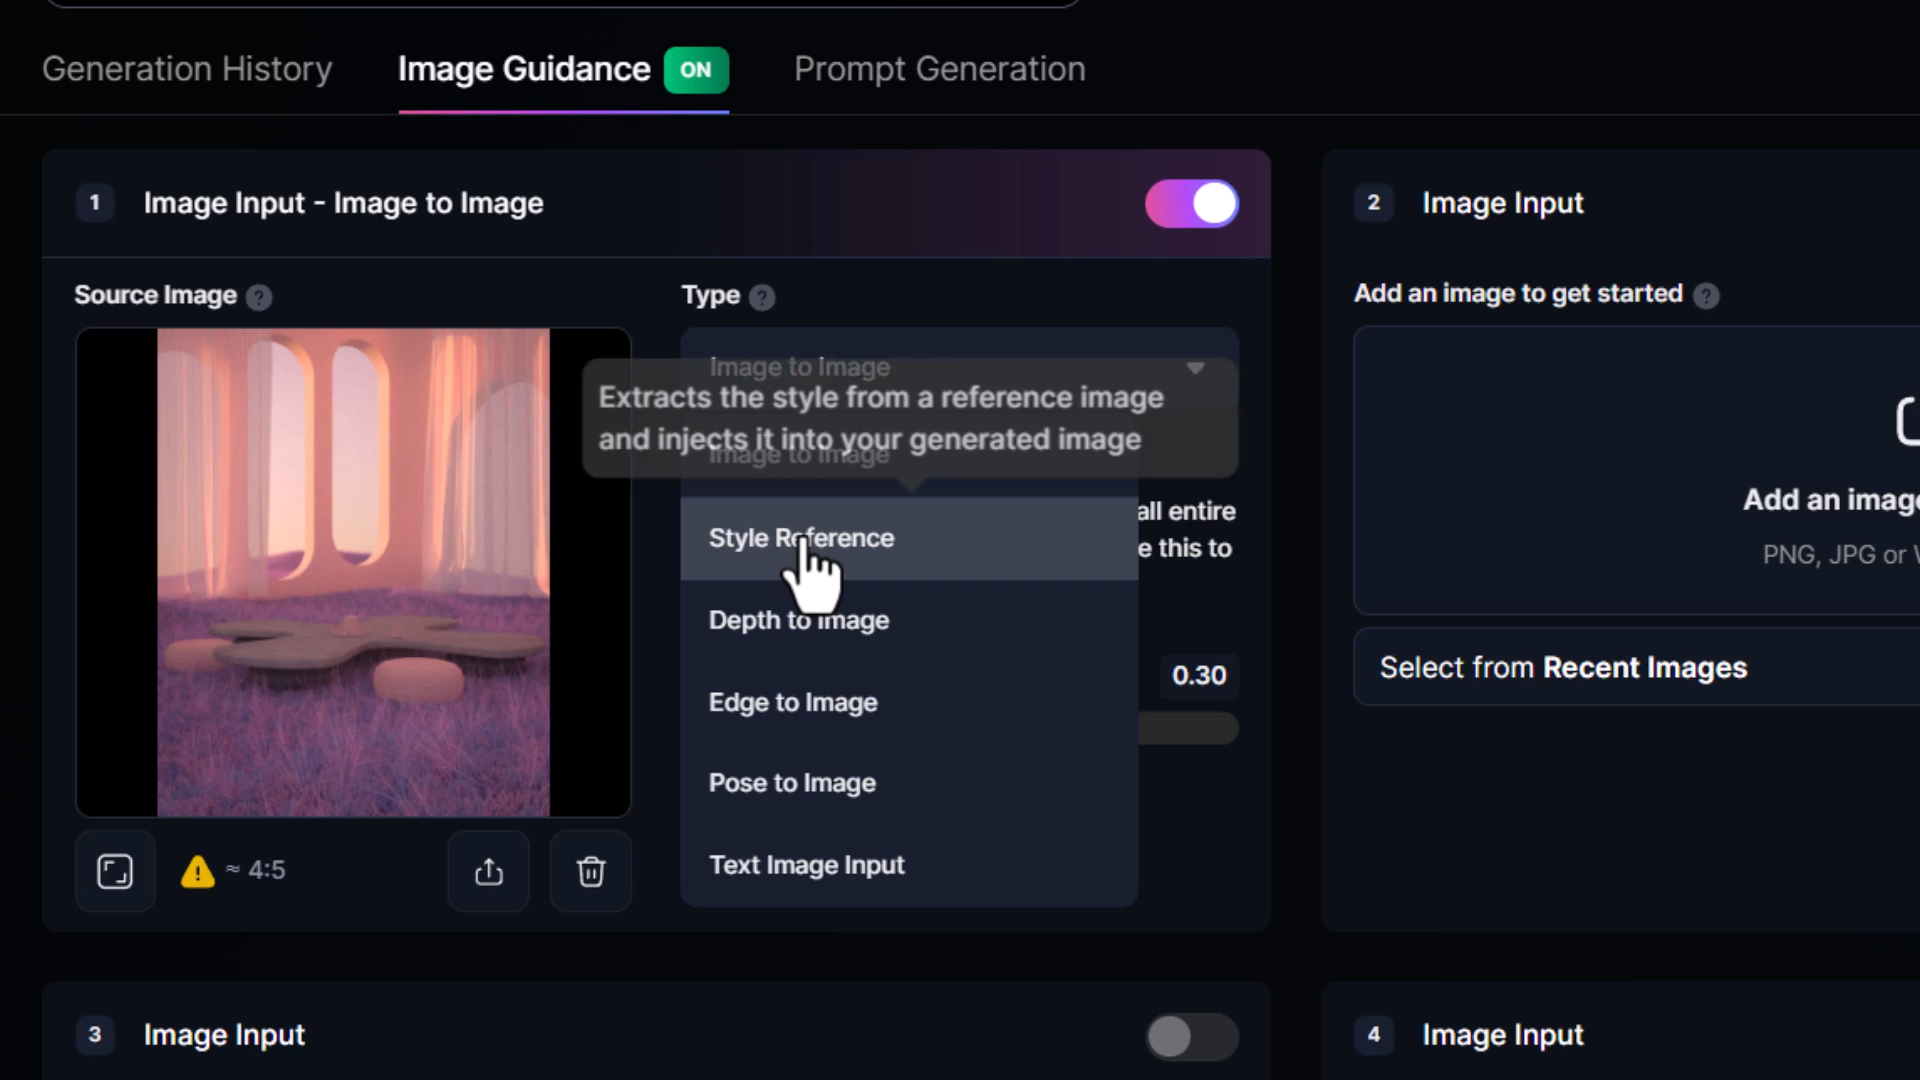 Generation History
Image Guidance ON
Prompt Generation
1 Image Input - Image to Image
Source Image ?
≈ 4:5
Type ?
Image to Image
Extracts the style from a reference image
and injects it into your generated image
Image to Image
Style Reference
Depth to Image
Edge to Image
Pose to Image
Text Image Input
all entire
e this to
0.30
2 Image Input
Add an image to get started ?
Add an image
PNG, JPG or
Select from Recent Images
3 Image Input
4 Image Input